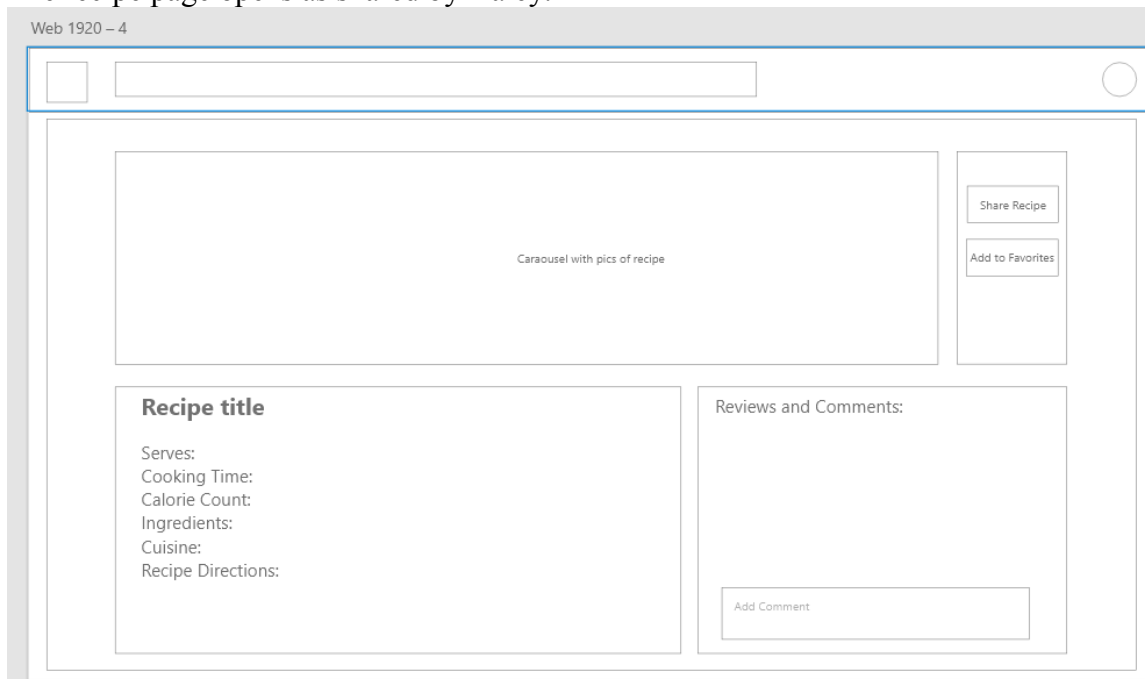 Web 1920 – 4
Share Recipe
Caraousel with pics of recipe
Add to Favorites
Recipe title
Serves:
Cooking Time:
Calorie Count:
Ingredients:
Cuisine:
Recipe Directions:
Reviews and Comments:
Add Comment